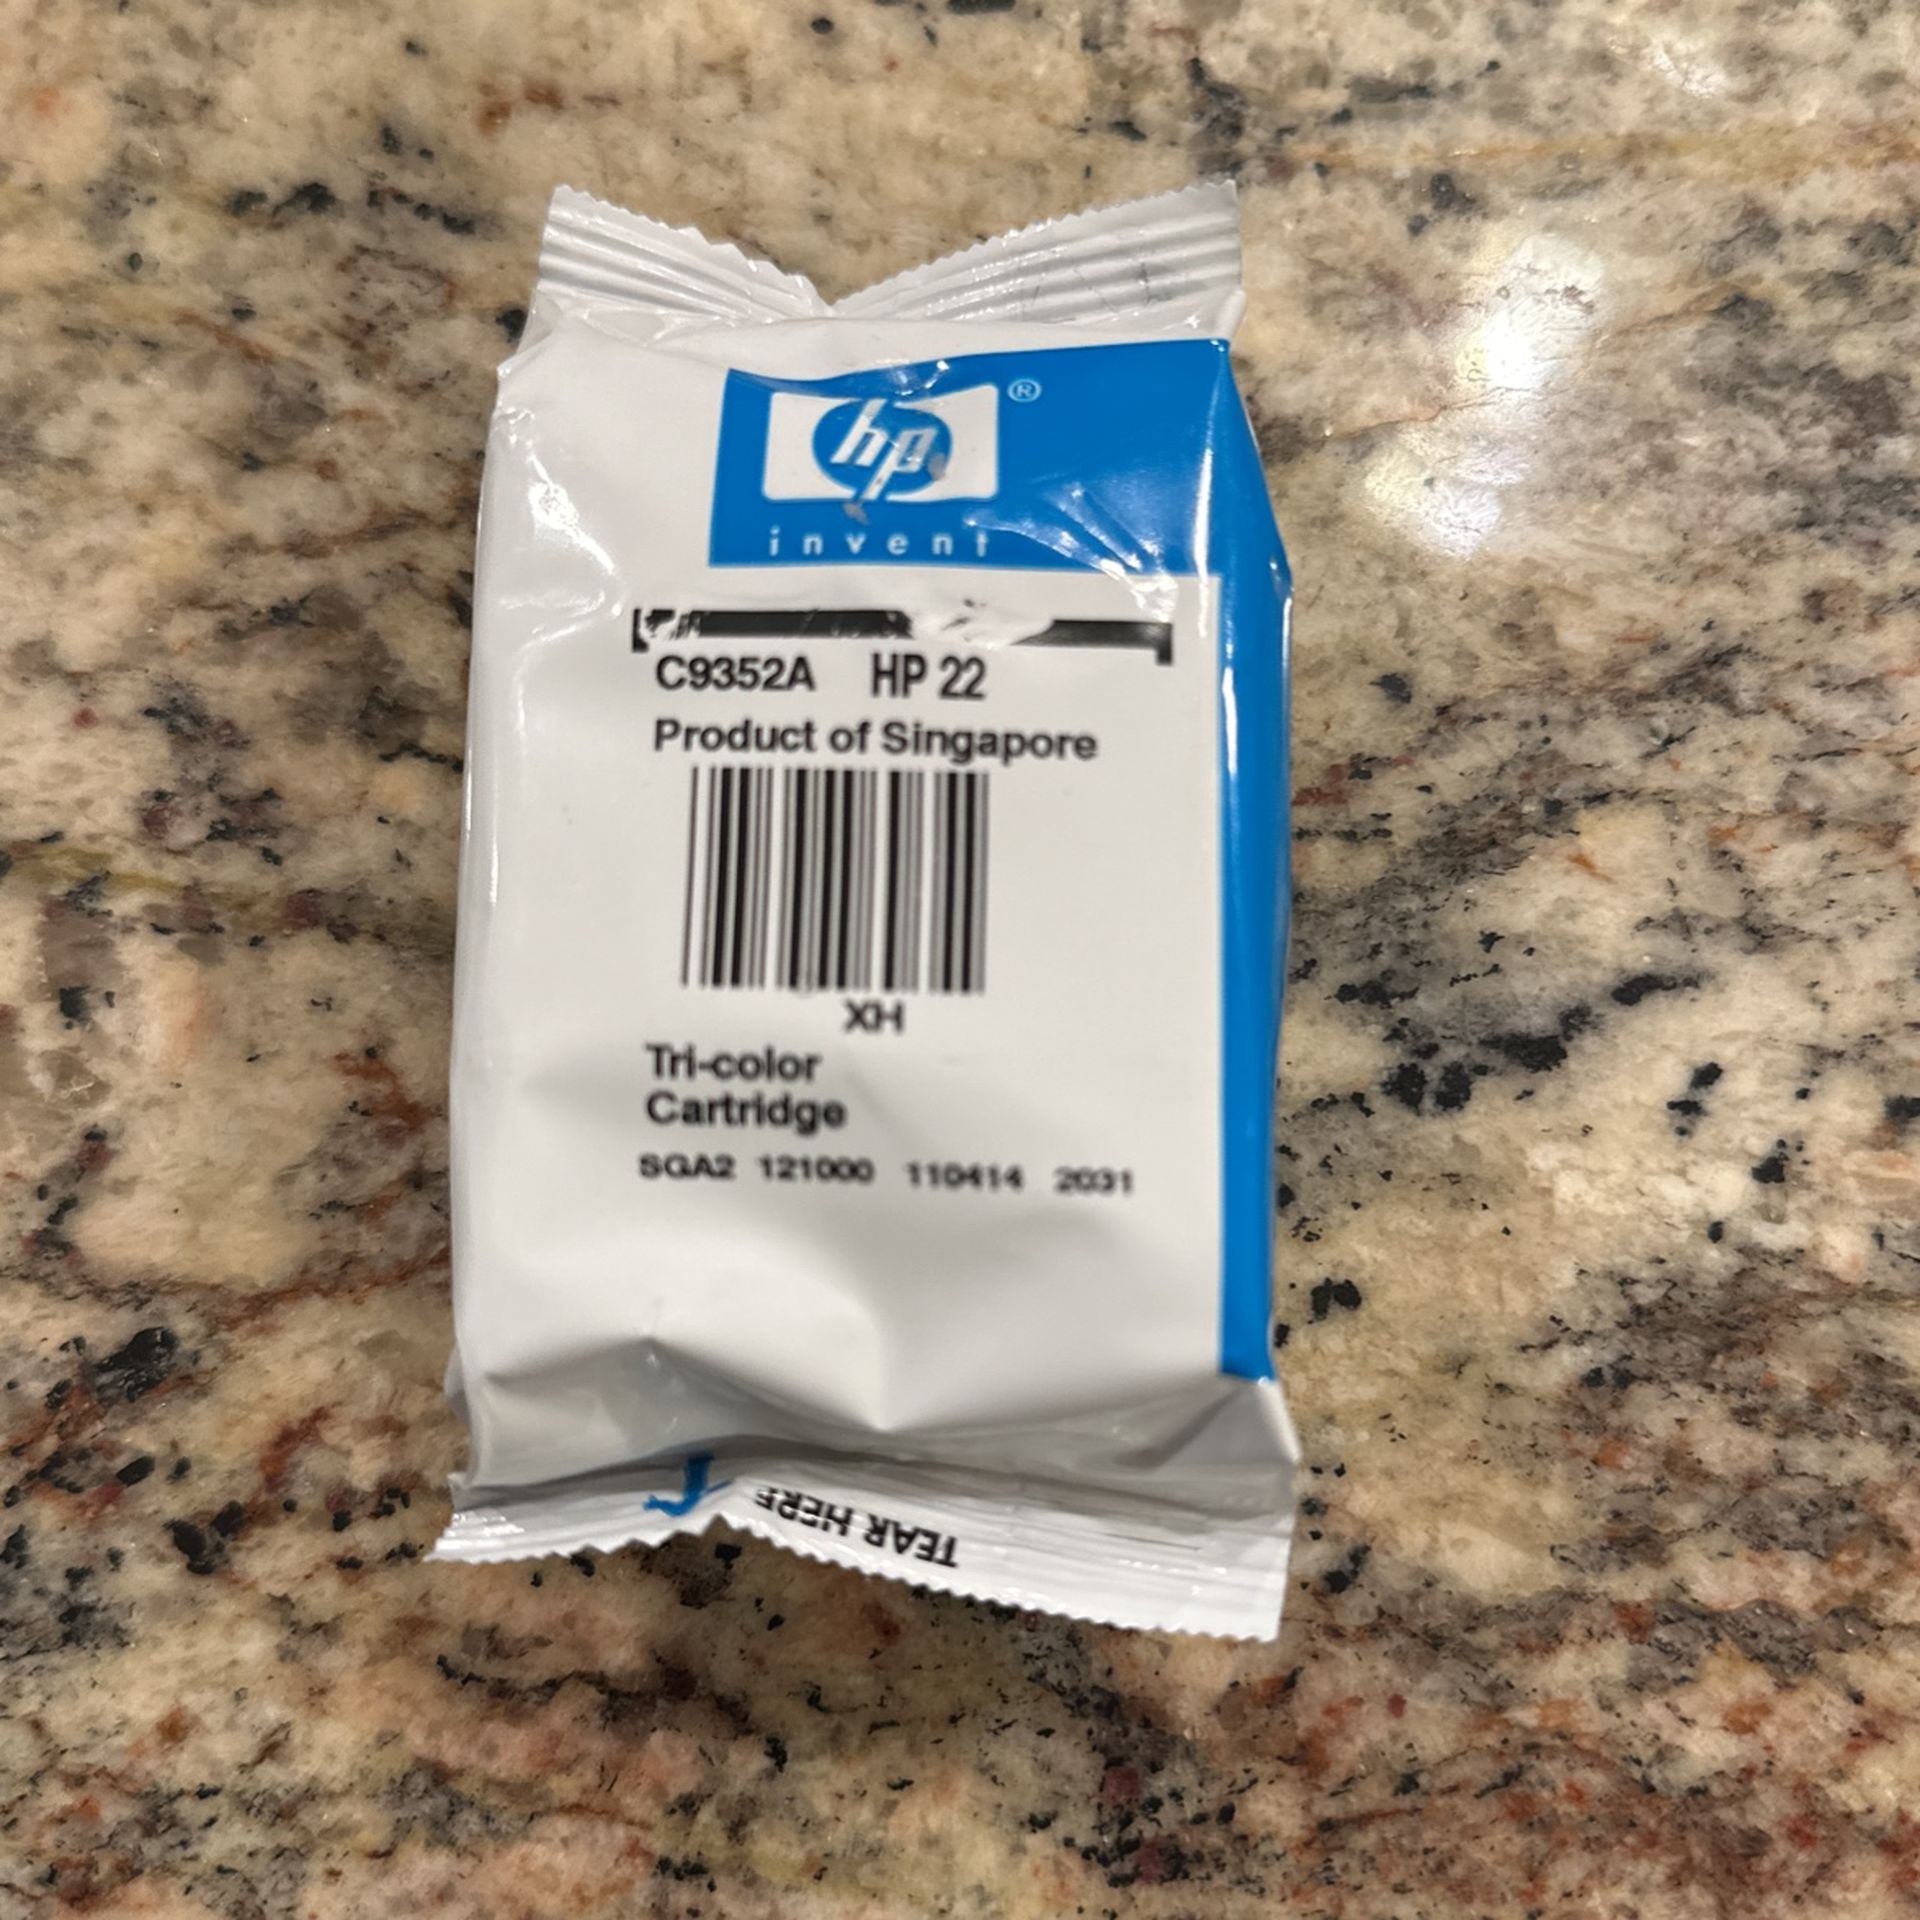 hp ®
invent
C9352A HP 22
Product of Singapore
XH
Tri-color
Cartridge
SGA2 121000 110414 2031
TEAR HERE